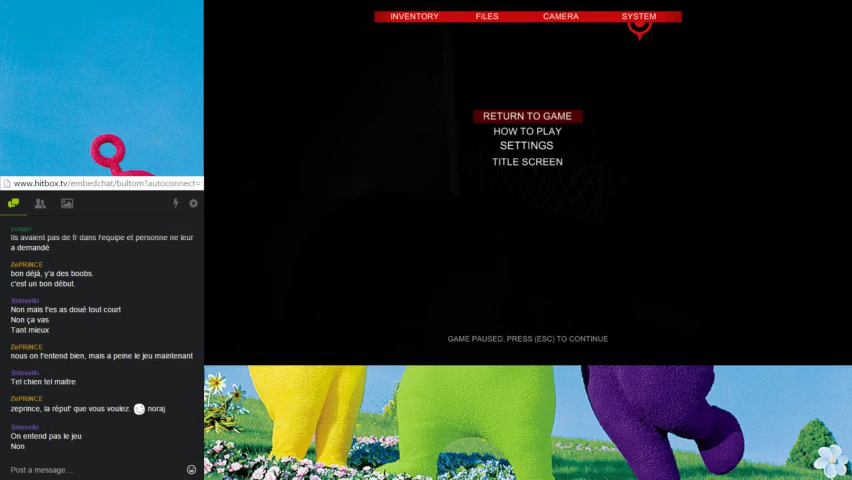 INVENTORY FILES CAMERA SYSTEM
RETURN TO GAME
HOW TO PLAY
SETTINGS
TITLE SCREEN
GAME PAUSED, PRESS (ESC) TO CONTINUE
www.hitbox.tv/embedchat/bultom?autoconnect=
yeager
Ils avaient pas de fr dans l'equipe et personne ne leur
a demandé
ZePRiNCE
bon déjà, y'a des boobs.
c'est un bon début.
Shinseiki
Non mais t'es as doué tout court
Non ça vas
Tant mieux
ZePRiNCE
nous on t'entend bien, mais a peine le jeu maintenant
Shinseiki
Tel chien tel maitre
ZePRiNCE
zeprince, la réput' que vous voulez. noraj
Shinseiki
On entend pas le jeu
Non
Post a message ...